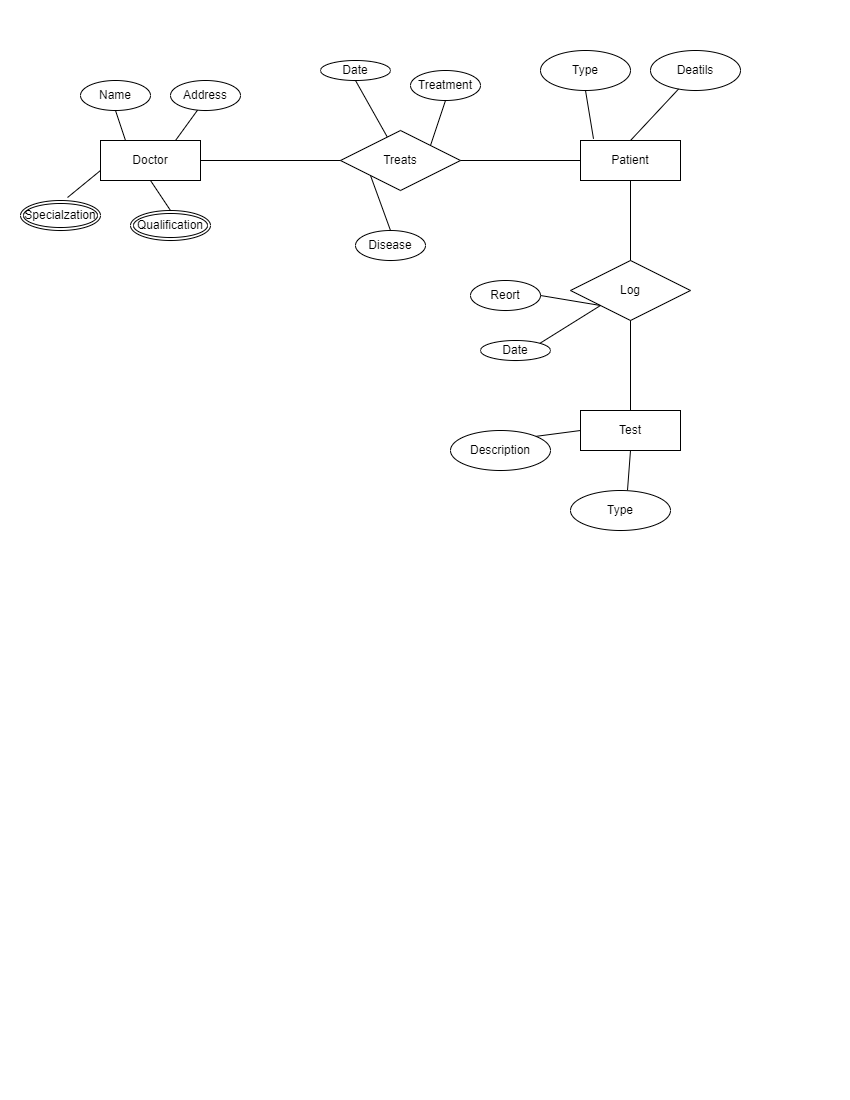 Date
Type
Deatils
Treatment
Name
Address
Doctor
Treats
Patient
Specialzation
Qualification
Disease
Log
Reort
Date
Test
Description
Type